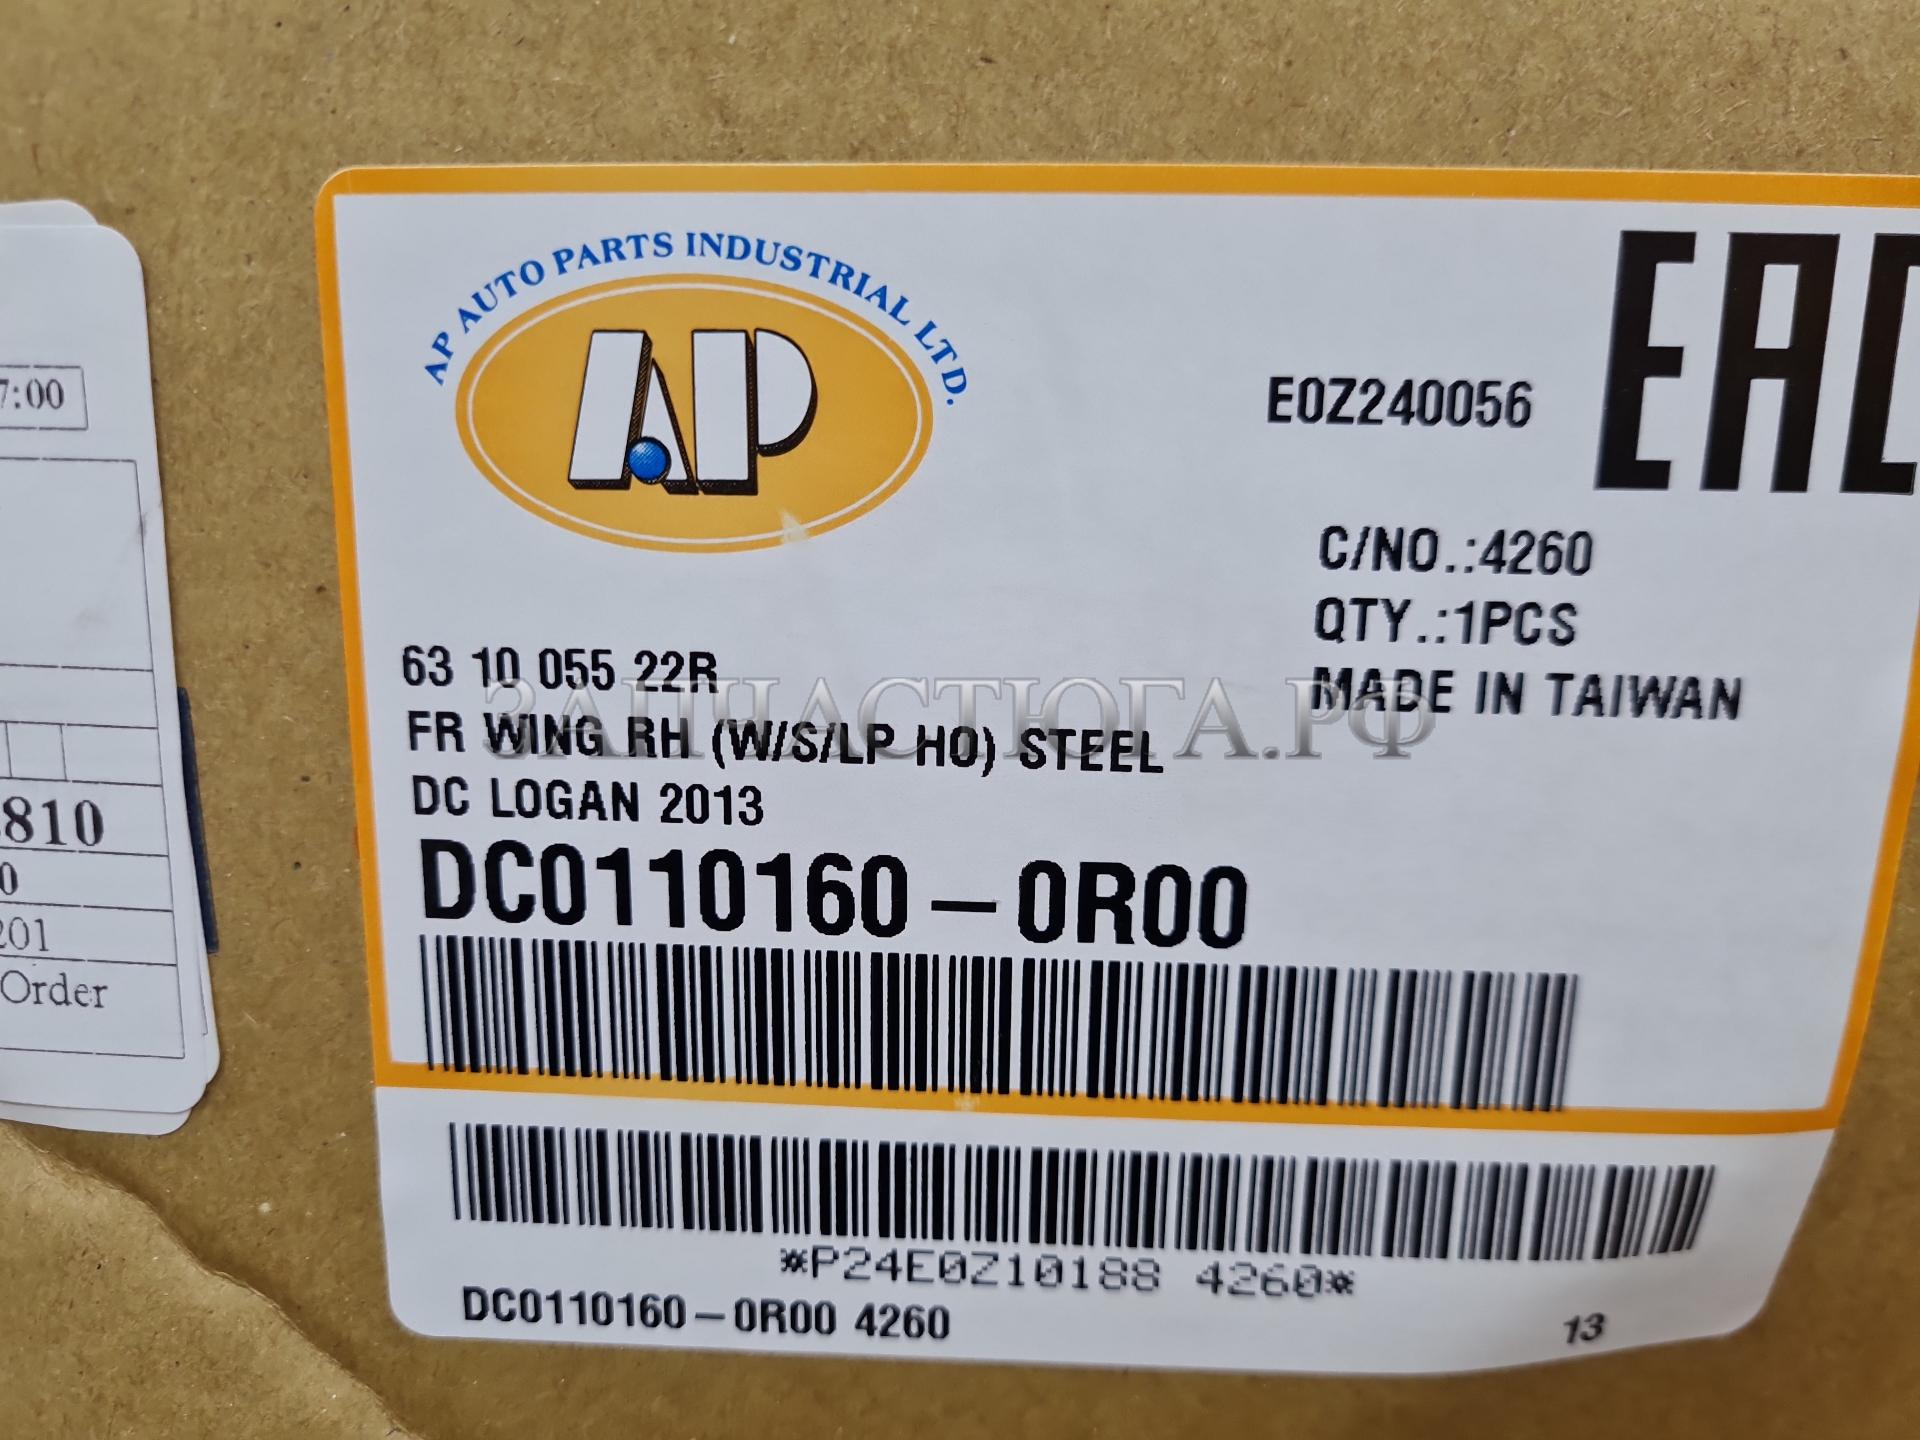 7:00
810
0
201
Order
AP AUTO PARTS INDUSTRIAL LTD.
AP
E0Z240056
EAC
C/NO.:4260
QTY.:1PCS
MADE IN TAIWAN
63 10 055 22R
ЗАПЧАСТЮГА.РФ
FR WING RH (W/S/LP HO) STEEL
DC LOGAN 2013
DC0110160-0R00
*P24E0Z10188 4260*
DC0110160-0R00 4260
13